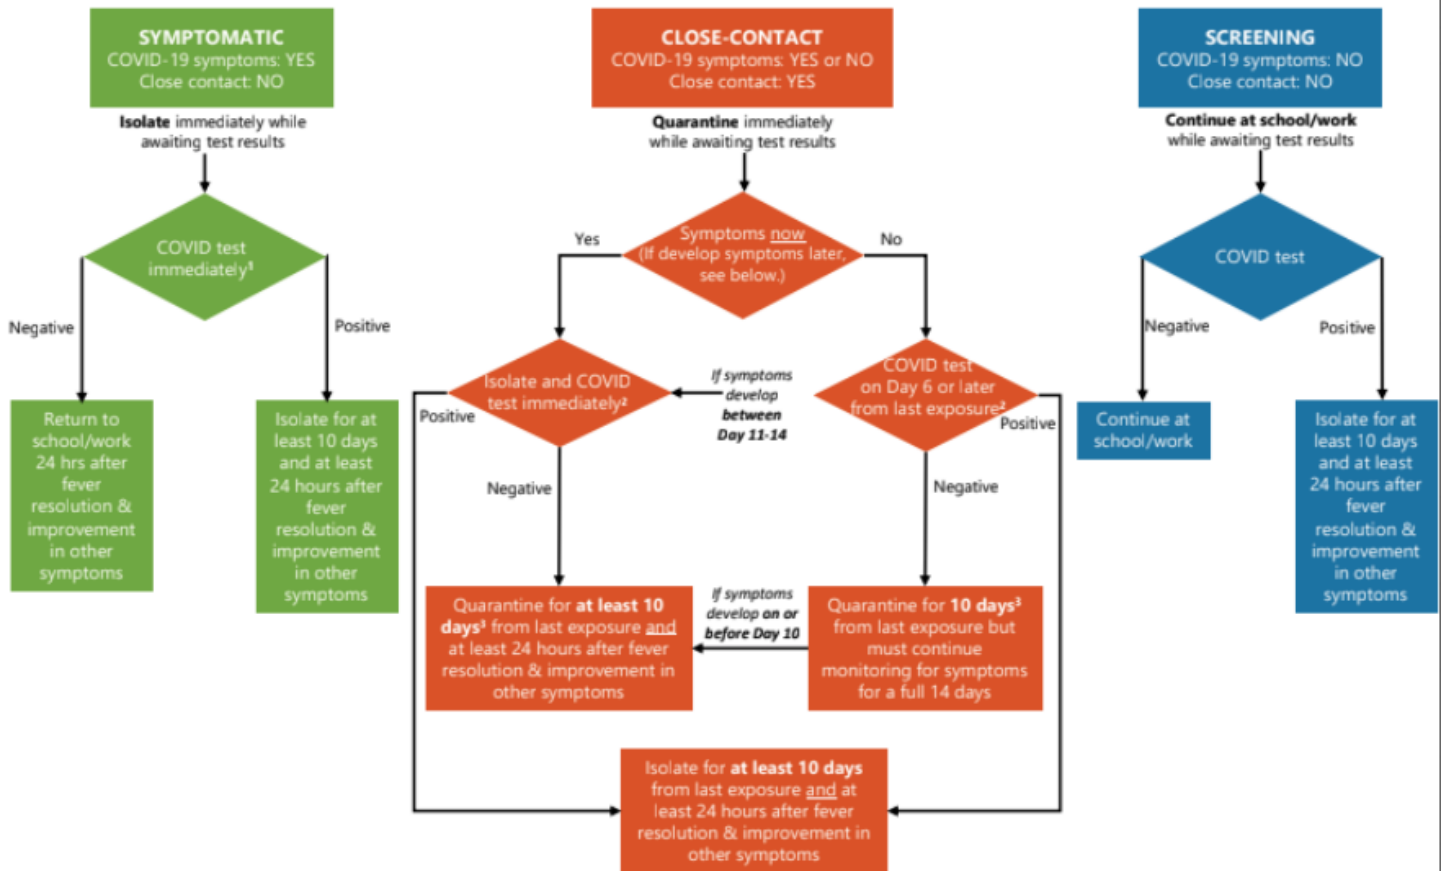 SYMPTOMATIC
COVID-19 symptoms: YES
Close contact: NO
Isolate immediately while
awaiting test results
COVID test
immediately¹
Negative
Positive
Return to
school/work
24 hrs after
fever
resolution &
improvement
in other
symptoms
Isolate for at
least 10 days
and at least
24 hours after
fever
resolution &
improvement
in other
symptoms
CLOSE-CONTACT
COVID-19 symptoms: YES or NO
Close contact: YES
Quarantine immediately
while awaiting test results
Symptoms now
(If develop symptoms later,
see below.)
Yes
No
Isolate and COVID
test immediately²
If symptoms
develop
between
Day 11-14
COVID test
on Day 6 or later
from last exposure²
Positive
Positive
Negative
Negative
Quarantine for at least 10
days³ from last exposure and
at least 24 hours after fever
resolution & improvement in
other symptoms
If symptoms
develop on or
before Day 10
Quarantine for 10 days³
from last exposure but
must continue
monitoring for symptoms
for a full 14 days
Isolate for at least 10 days
from last exposure and at
least 24 hours after fever
resolution & improvement in
other symptoms
SCREENING
COVID-19 symptoms: NO
Close contact: NO
Continue at school/work
while awaiting test results
COVID test
Negative
Positive
Continue at
school/work
Isolate for at
least 10 days
and at least
24 hours after
fever
resolution &
improvement
in other
symptoms